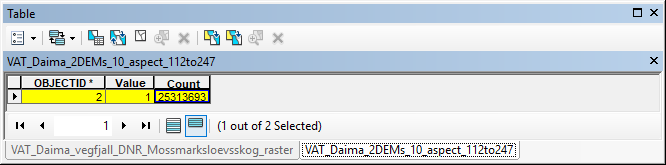 Table
VAT_Daima_2DEMs_10_aspect_112to247
OBJECTID * Value Count
2 1 25313693
1 (1 out of 2 Selected)
VAT_Daima_vegfjall_DNR_Mossmarksloevsskog_raster VAT_Daima_2DEMs_10_aspect_112to247